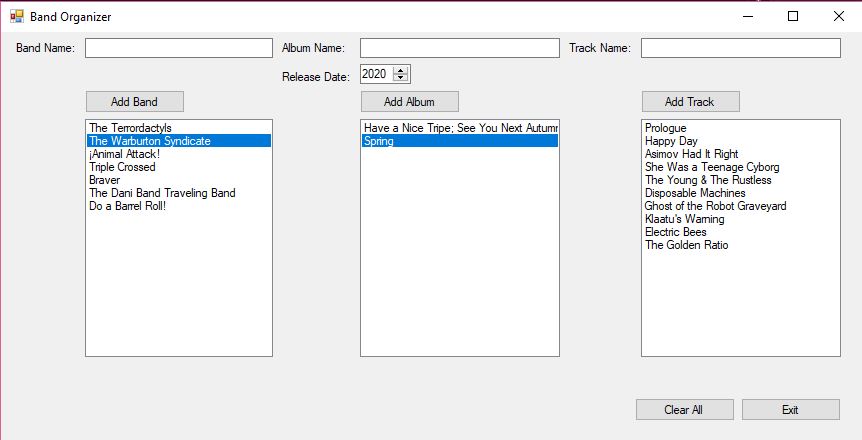 Band Organizer
Band Name:
Album Name:
Track Name:
Release Date:
2020
Add Band
Add Album
Add Track
The Terrordactyls
The Warburton Syndicate
¡Animal Attack!
Triple Crossed
Braver
The Dani Band Traveling Band
Do a Barrel Roll!
Have a Nice Tripe; See You Next Autumn
Spring
Prologue
Happy Day
Asimov Had It Right
She Was a Teenage Cyborg
The Young & The Rustless
Disposable Machines
Ghost of the Robot Graveyard
Klaatu's Warning
Electric Bees
The Golden Ratio
Clear All
Exit